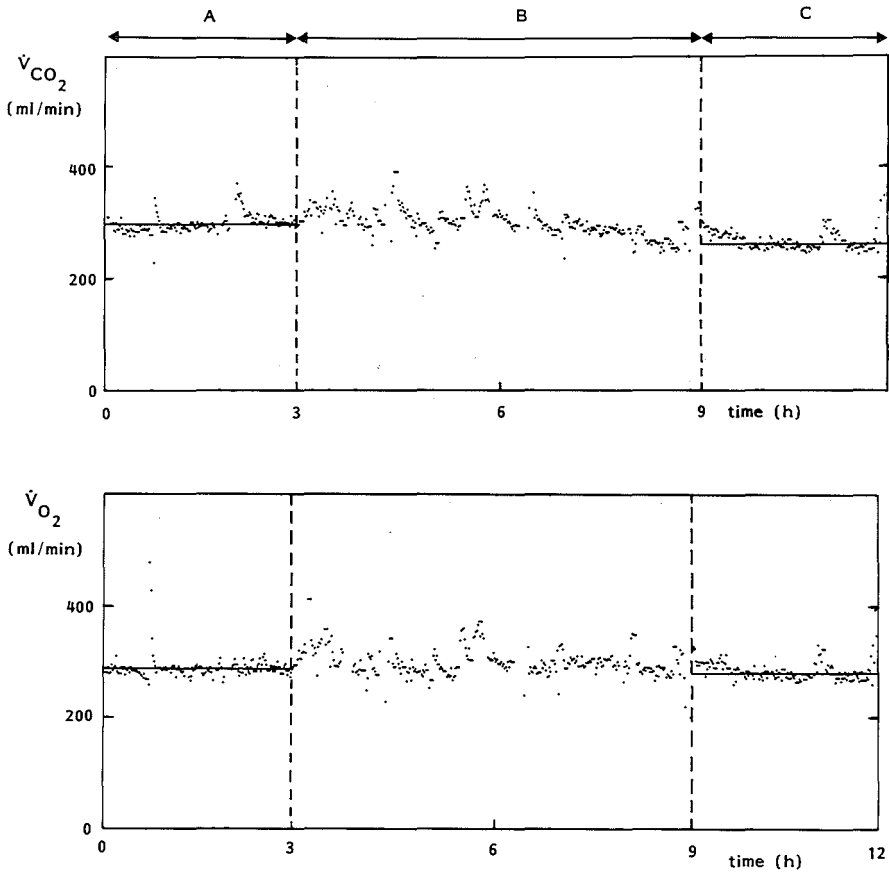 A B C
V̇CO2
(ml/min)
400
200
0
0 3 6 9 time (h)
V̇O2
(ml/min)
400
200
0
0 3 6 9 12
time (h)